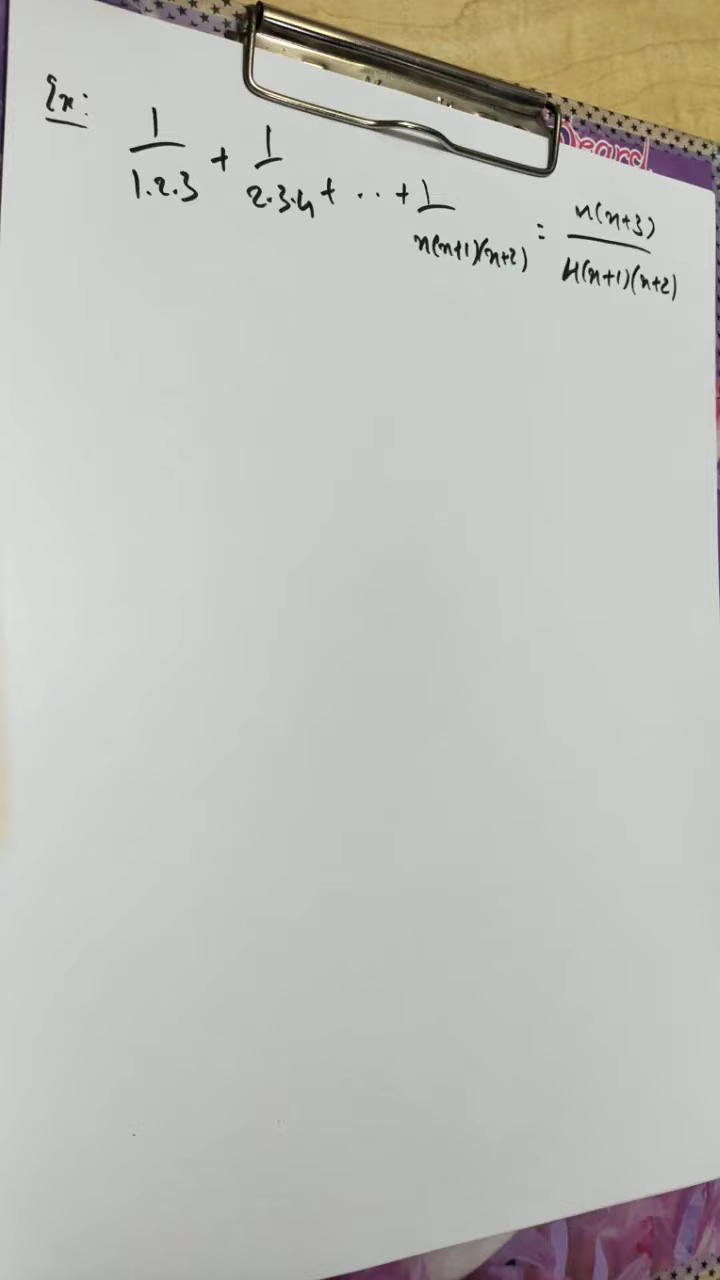 Ex: 1/1.2.3 + 1/2.3.4 + ... + 1/n(n+1)(n+2) = n(n+3)/4(n+1)(n+2)